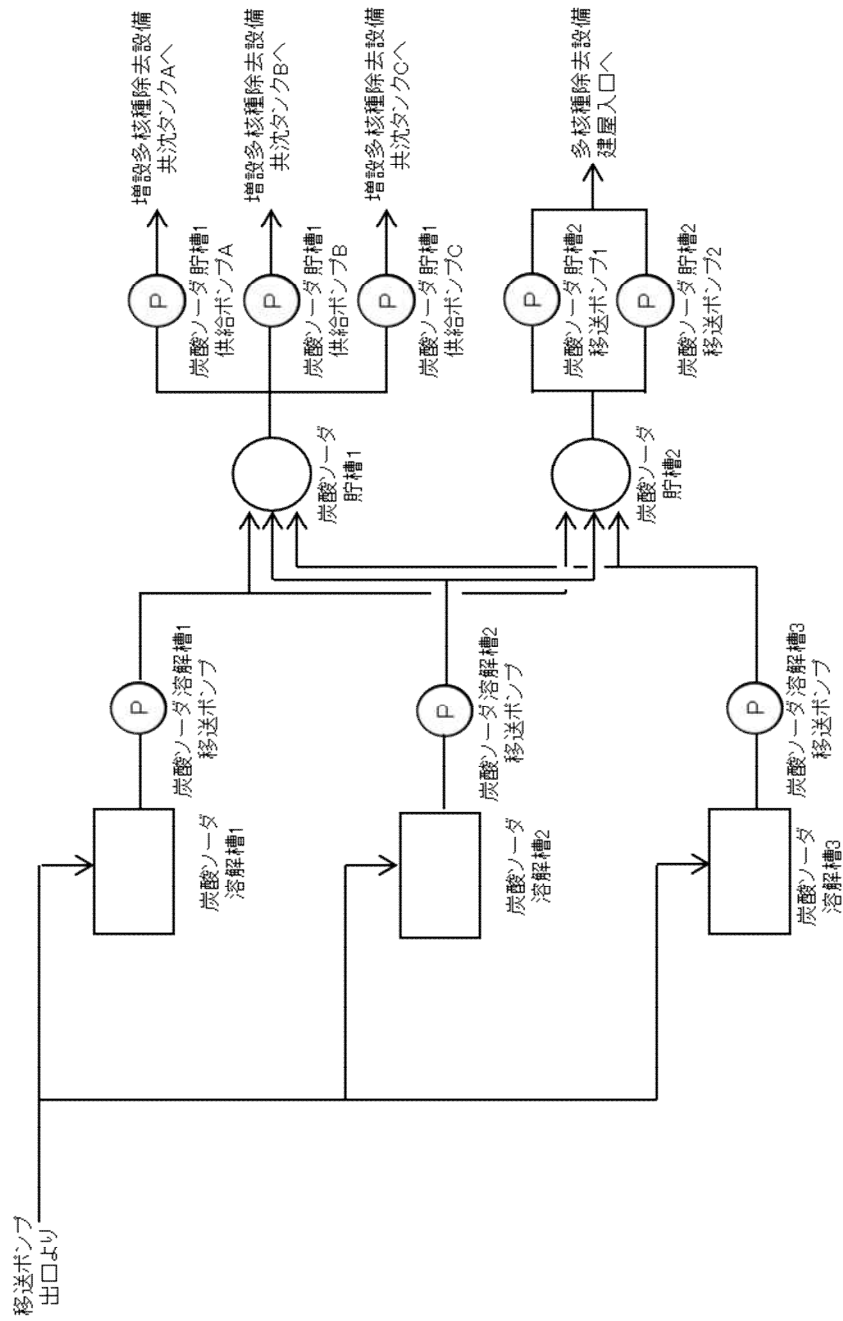 移送ポンプ
出口より
炭酸ソーダ
溶解槽1
P
炭酸ソーダ溶解槽1
移送ポンプ
炭酸ソーダ
溶解槽2
P
炭酸ソーダ溶解槽2
移送ポンプ
炭酸ソーダ
溶解槽3
P
炭酸ソーダ溶解槽3
移送ポンプ
炭酸ソーダ
貯槽1
P
炭酸ソーダ貯槽1
供給ポンプA
増設多核種除去設備
共沈タンクAへ
P
炭酸ソーダ貯槽1
供給ポンプB
増設多核種除去設備
共沈タンクBへ
P
炭酸ソーダ貯槽1
供給ポンプC
増設多核種除去設備
共沈タンクCへ
炭酸ソーダ
貯槽2
P
炭酸ソーダ貯槽2
移送ポンプ1
P
炭酸ソーダ貯槽2
移送ポンプ2
多核種除去設備
建屋入口へ